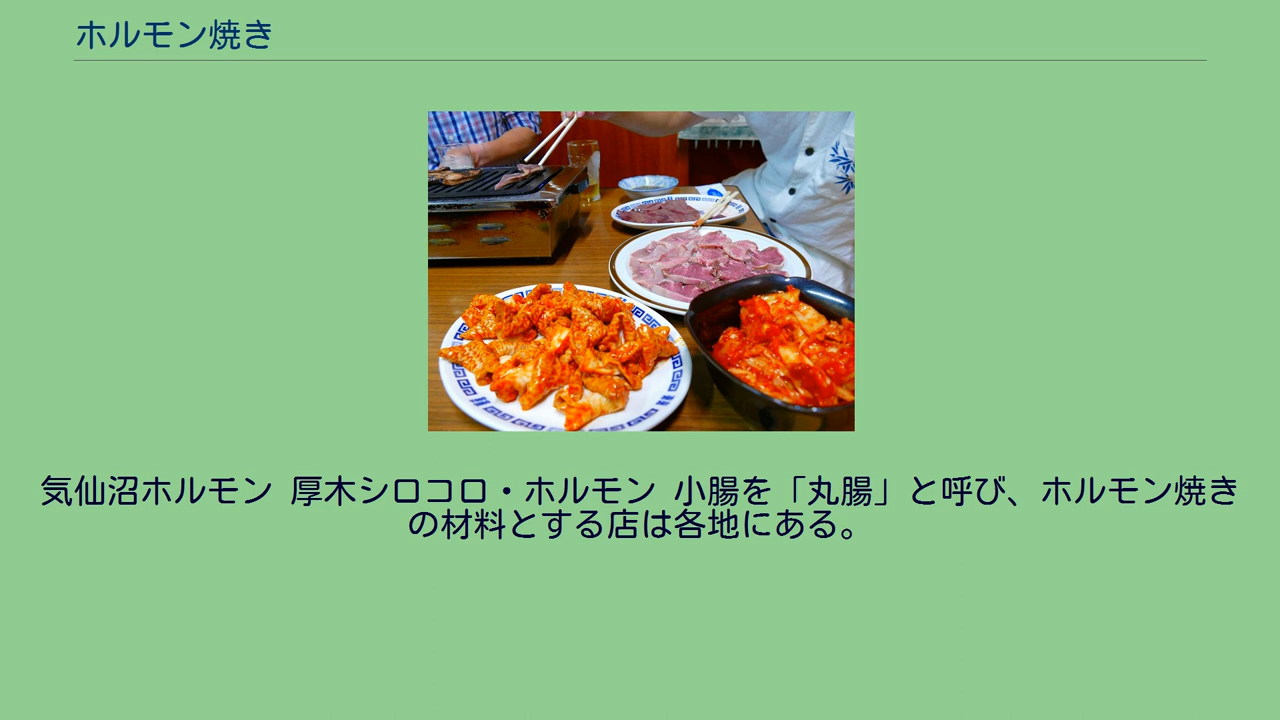 ホルモン焼き
気仙沼ホルモン 厚木シロコロ・ホルモン 小腸を「丸腸」と呼び、ホルモン焼き
の材料とする店は各地にある。